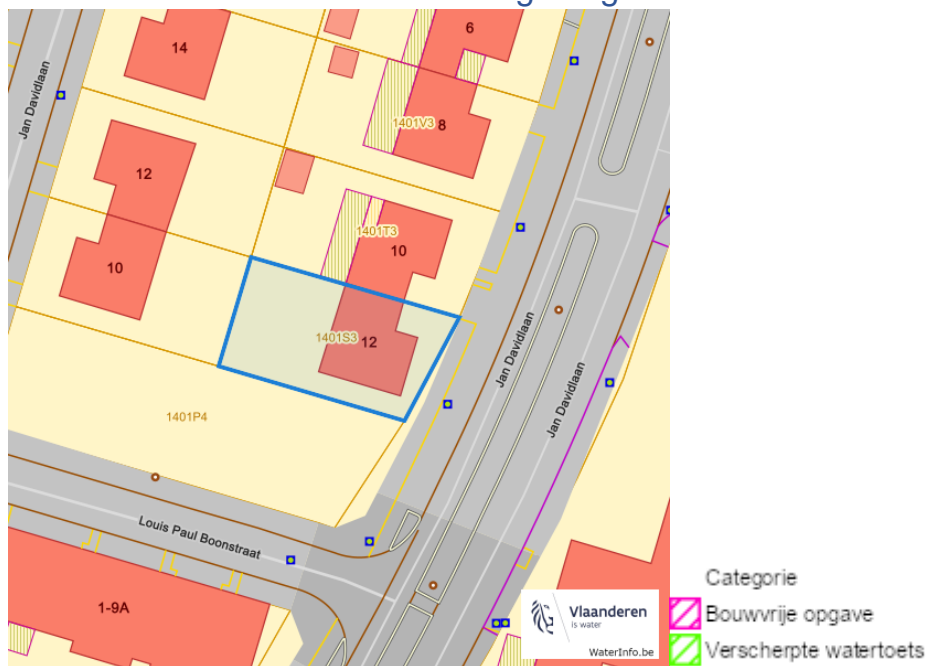 6
14
Jan Davidlaan
1401V3
8
12
1401T3
10
10
1401S3
12
Jan Davidlaan
Jan Davidlaan
1401P4
Louis Paul Boonstraat
1-9A
Vlaanderen
is water
WaterInfo.be
Categorie
Bouwvrije opgave
Verscherpte watertoets